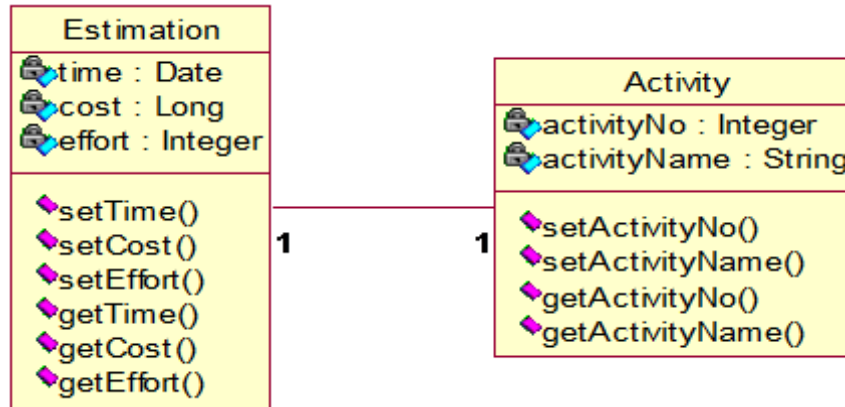 Estimation
time : Date
cost : Long
effort : Integer
setTime()
setCost()
setEffort()
getTime()
getCost()
getEffort()
1
1
Activity
activityNo : Integer
activityName : String
setActivityNo()
setActivityName()
getActivityNo()
getActivityName()